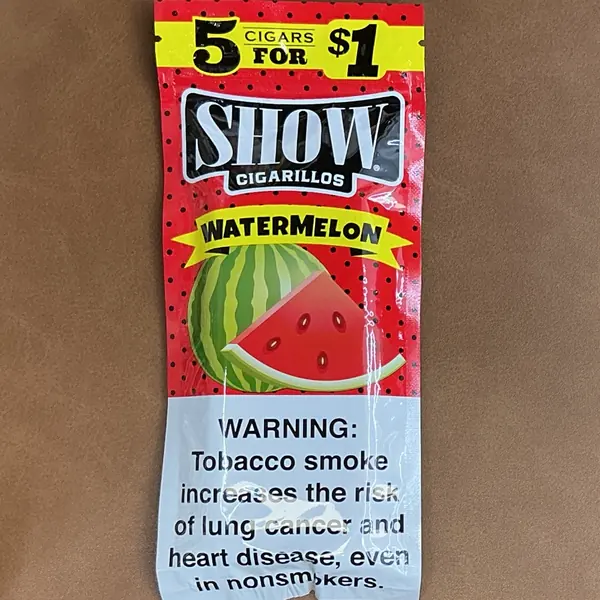 5 CIGARS FOR $1
SHOW®
CIGARILLOS
WATERMELON
WARNING:
Tobacco smoke
increases the risk
of lung cancer and
heart disease, even
in nonsmokers.